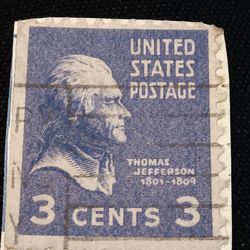 UNITED
STATES
POSTAGE
THOMAS
JEFFERSON
1801-1809
3 CENTS 3